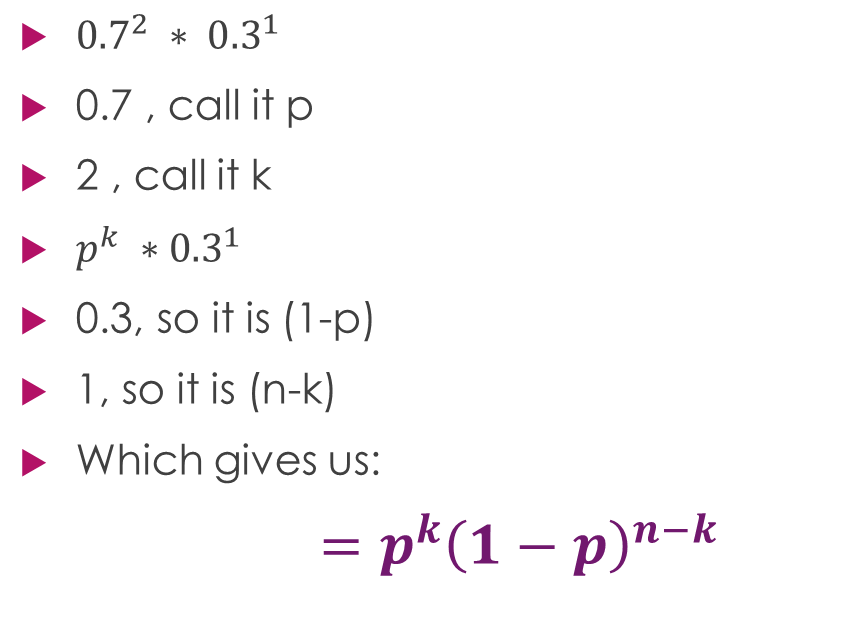 ► 0.7² * 0.3¹
► 0.7 , call it p
► 2 , call it k
► pᵏ * 0.3¹
► 0.3, so it is (1-p)
► 1, so it is (n-k)
► Which gives us:
= pᵏ(1 − p)ⁿ⁻ᵏ